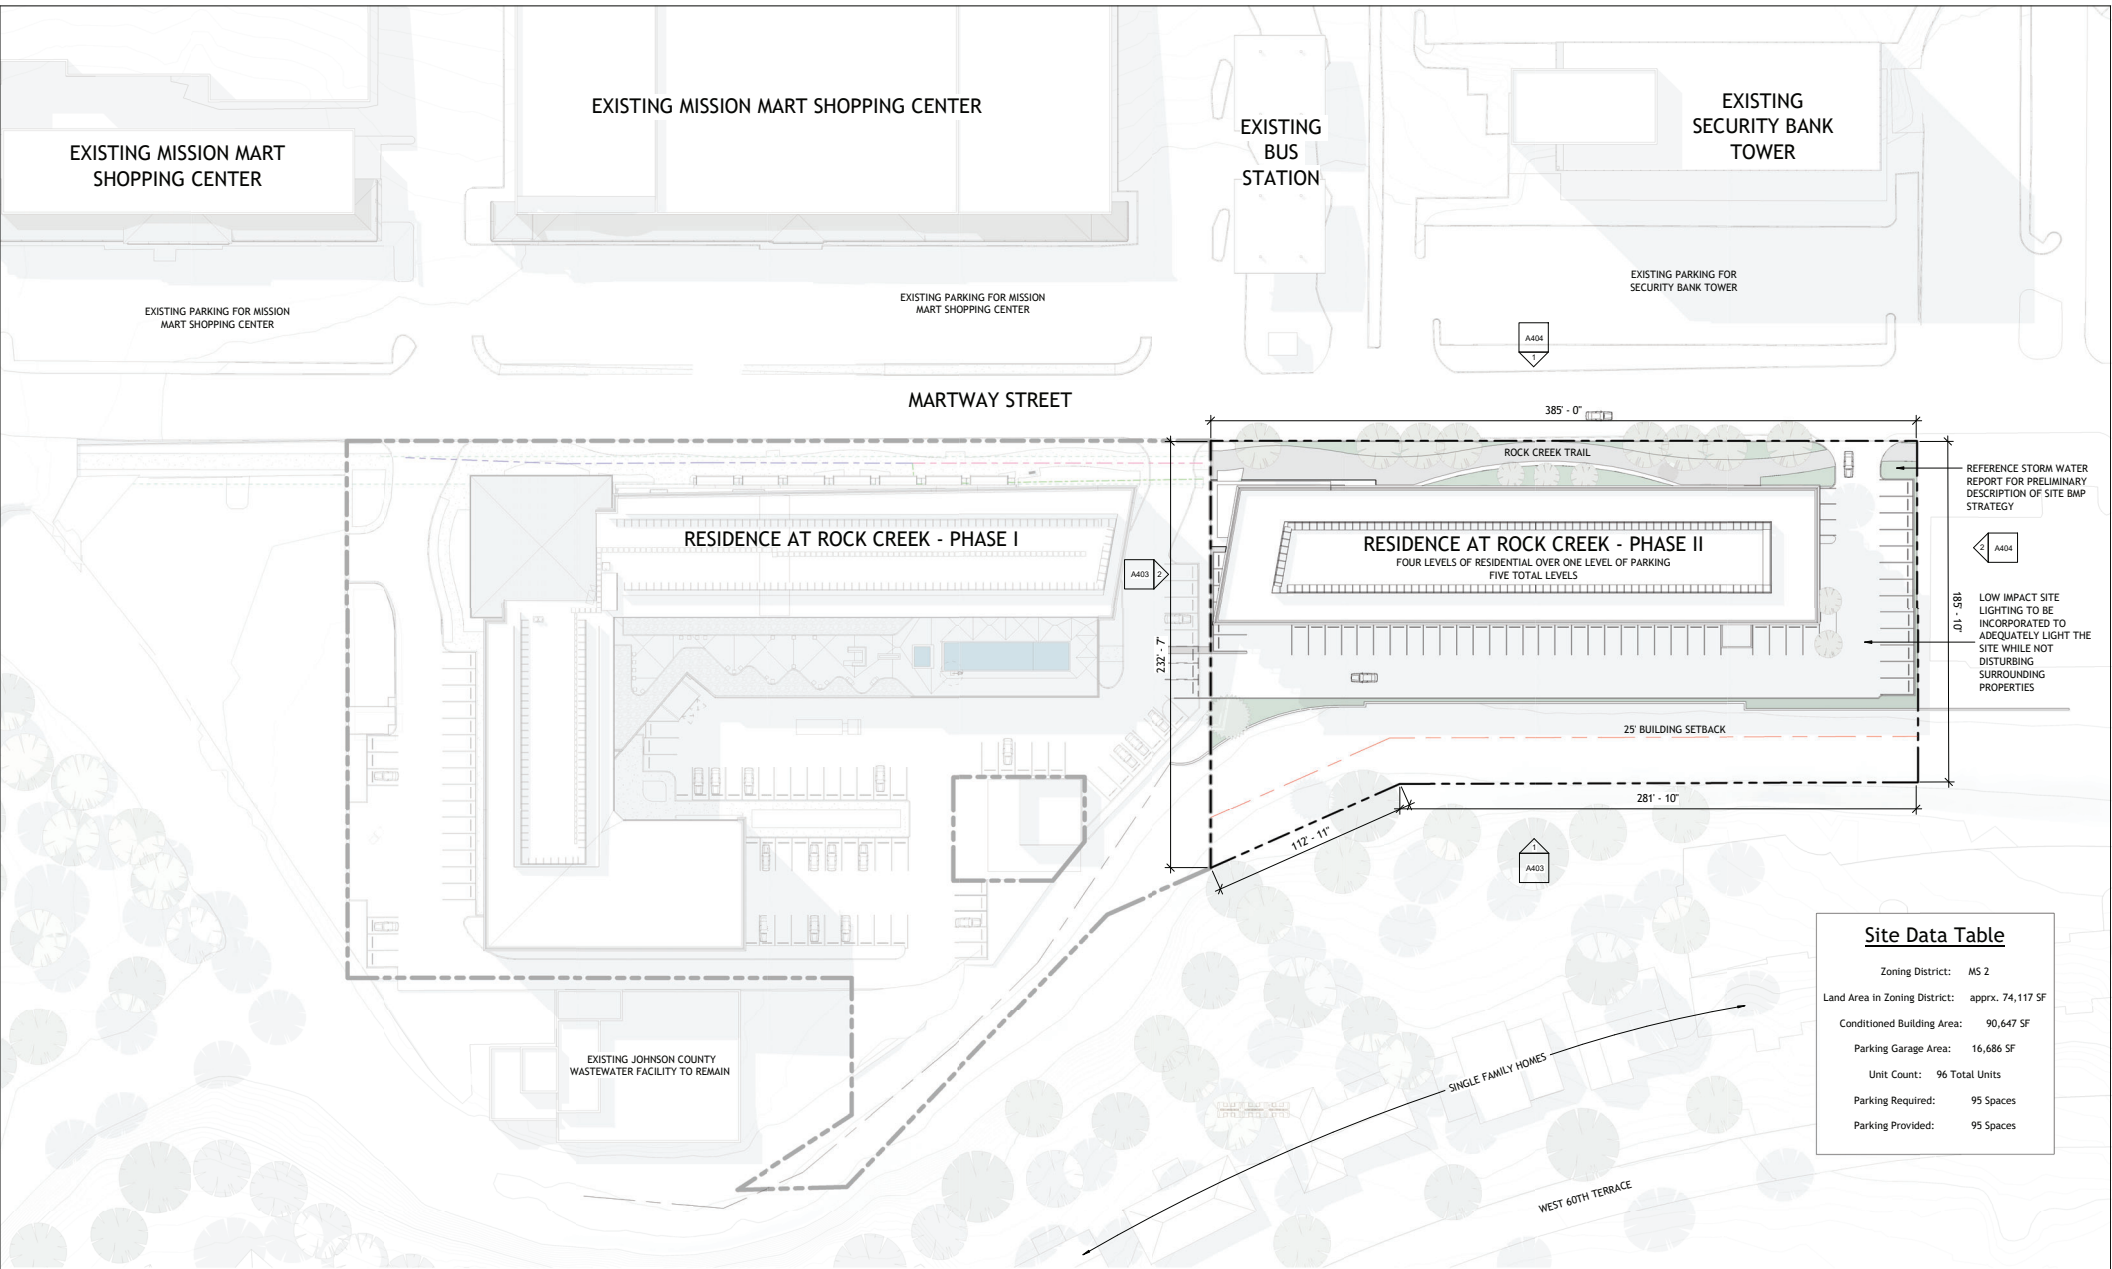 EXISTING MISSION MART SHOPPING CENTER
EXISTING MISSION MART
SHOPPING CENTER
EXISTING
BUS
STATION
EXISTING
SECURITY BANK
TOWER
EXISTING PARKING FOR MISSION
MART SHOPPING CENTER
EXISTING PARKING FOR MISSION
MART SHOPPING CENTER
EXISTING PARKING FOR
SECURITY BANK TOWER
A404
1
MARTWAY STREET
385' - 0"
ROCK CREEK TRAIL
REFERENCE STORM WATER
REPORT FOR PRELIMINARY
DESCRIPTION OF SITE BMP
STRATEGY
RESIDENCE AT ROCK CREEK - PHASE I
RESIDENCE AT ROCK CREEK - PHASE II
FOUR LEVELS OF RESIDENTIAL OVER ONE LEVEL OF PARKING
FIVE TOTAL LEVELS
2 A404
A403 2
LOW IMPACT SITE
LIGHTING TO BE
INCORPORATED TO
ADEQUATELY LIGHT THE
SITE WHILE NOT
DISTURBING
SURROUNDING
PROPERTIES
185' - 10"
232' - 7"
25' BUILDING SETBACK
281' - 10"
112' - 11"
1
A403
Site Data Table
Zoning District: MS 2
Land Area in Zoning District: apprx. 74,117 SF
Conditioned Building Area: 90,647 SF
Parking Garage Area: 16,686 SF
Unit Count: 96 Total Units
Parking Required: 95 Spaces
Parking Provided: 95 Spaces
EXISTING JOHNSON COUNTY
WASTEWATER FACILITY TO REMAIN
SINGLE FAMILY HOMES
WEST 60TH TERRACE